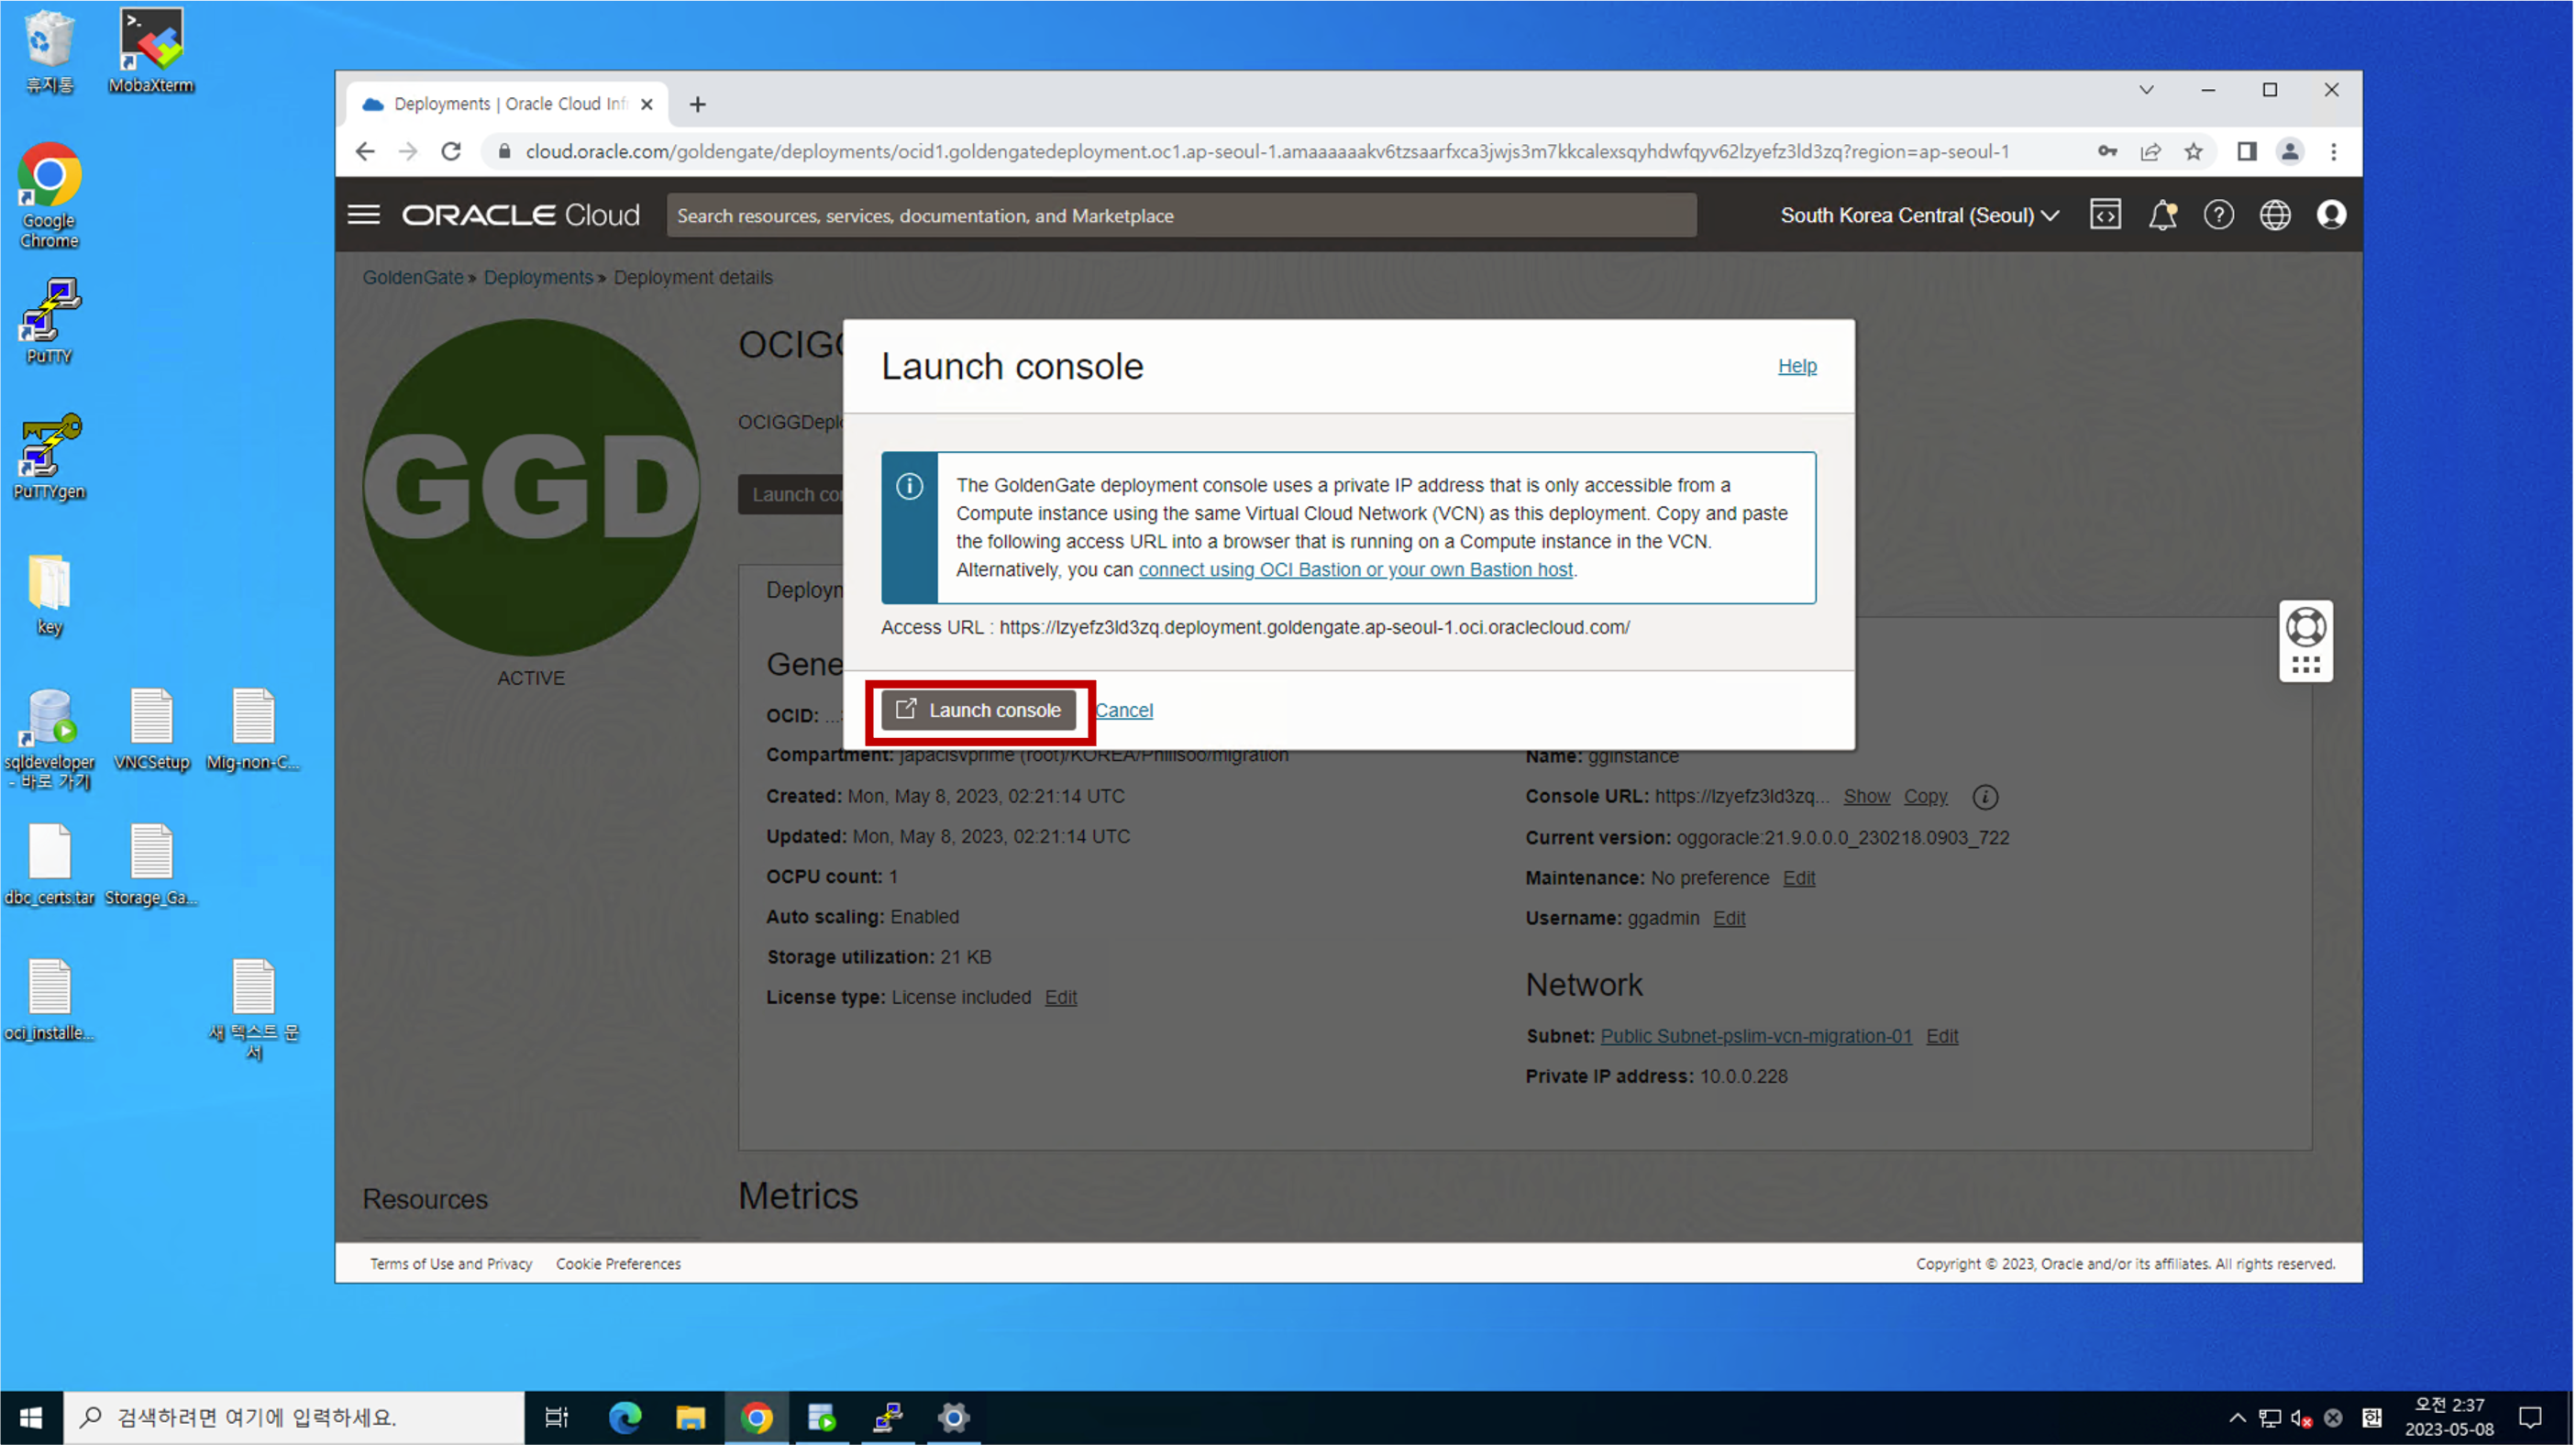 휴지통
MobaXterm
Google
Chrome
PuTTY
PuTTYgen
key
sqldeveloper
- 바로 가기
VNCSetup
Mig-non-C...
dbc_certs.tar
Storage_Ga...
oci_installe...
새 텍스트 문
서
Deployments | Oracle Cloud Inf
cloud.oracle.com/goldengate/deployments/ocid1.goldengatedeployment.oc1.ap-seoul-1.amaaaaaakv6tzsaarfxca3jwjs3m7kkcalexsqyhdwfqyv62lzyefz3ld3zq?region=ap-seoul-1
ORACLE Cloud
Search resources, services, documentation, and Marketplace
South Korea Central (Seoul)
GoldenGate » Deployments » Deployment details
GGD
ACTIVE
OCIGG
OCIGGDeplo
Launch co
Launch console
Help
The GoldenGate deployment console uses a private IP address that is only accessible from a
Compute instance using the same Virtual Cloud Network (VCN) as this deployment. Copy and paste
the following access URL into a browser that is running on a Compute instance in the VCN.
Alternatively, you can connect using OCI Bastion or your own Bastion host.
Access URL : https://lzyefz3ld3zq.deployment.goldengate.ap-seoul-1.oci.oraclecloud.com/
Launch console
Cancel
Deploym
Gene
OCID: ...
Compartment: japacisvprime (root)/KOREA/Philisoo/migration
Created: Mon, May 8, 2023, 02:21:14 UTC
Updated: Mon, May 8, 2023, 02:21:14 UTC
OCPU count: 1
Auto scaling: Enabled
Storage utilization: 21 KB
License type: License included Edit
Name: gginstance
Console URL: https://lzyefz3ld3zq... Show Copy
Current version: oggoracle:21.9.0.0.0_230218.0903_722
Maintenance: No preference Edit
Username: ggadmin Edit
Network
Subnet: Public Subnet-pslim-vcn-migration-01 Edit
Private IP address: 10.0.0.228
Resources
Metrics
Terms of Use and Privacy
Cookie Preferences
Copyright © 2023, Oracle and/or its affiliates. All rights reserved.
검색하려면 여기에 입력하세요.
한
오전 2:37
2023-05-08